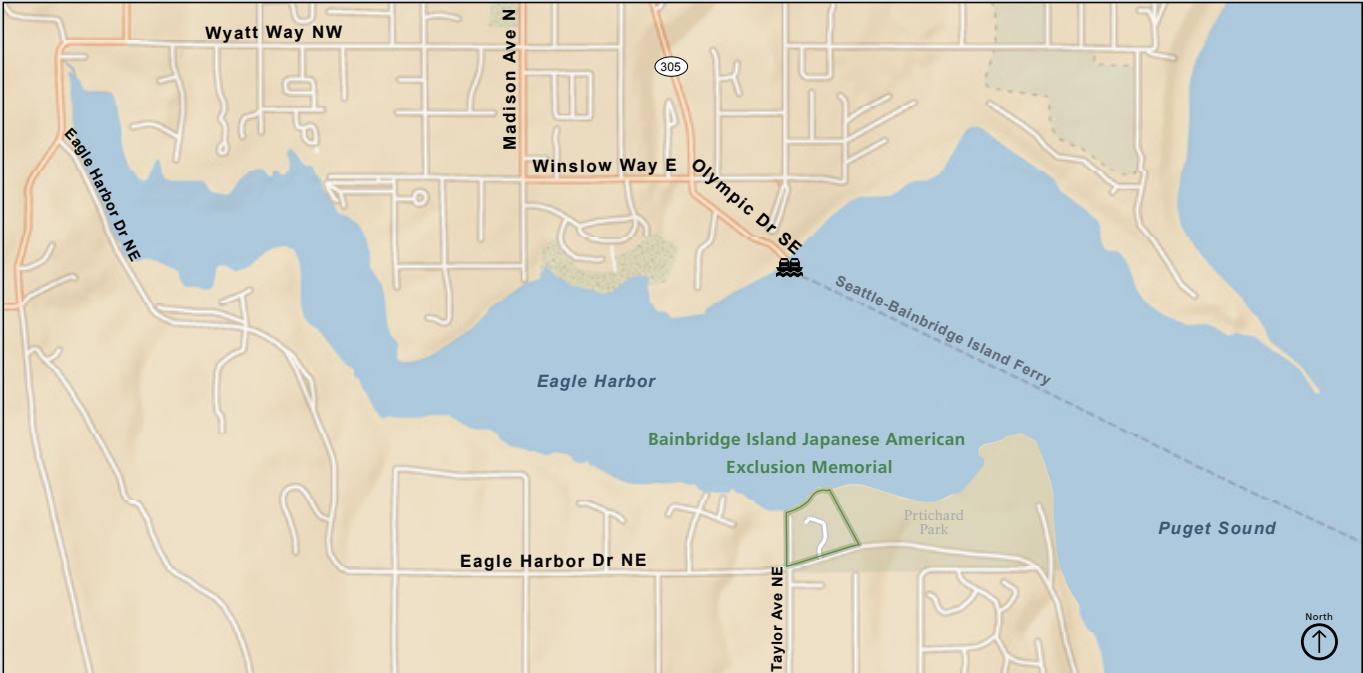 Wyatt Way NW
Madison Ave N
305
Eagle Harbor Dr NE
Winslow Way E
Olympic Dr SE
Seattle-Bainbridge Island Ferry
Eagle Harbor
Bainbridge Island Japanese American
Exclusion Memorial
Prtichard
Park
Puget Sound
Eagle Harbor Dr NE
Taylor Ave NE
North